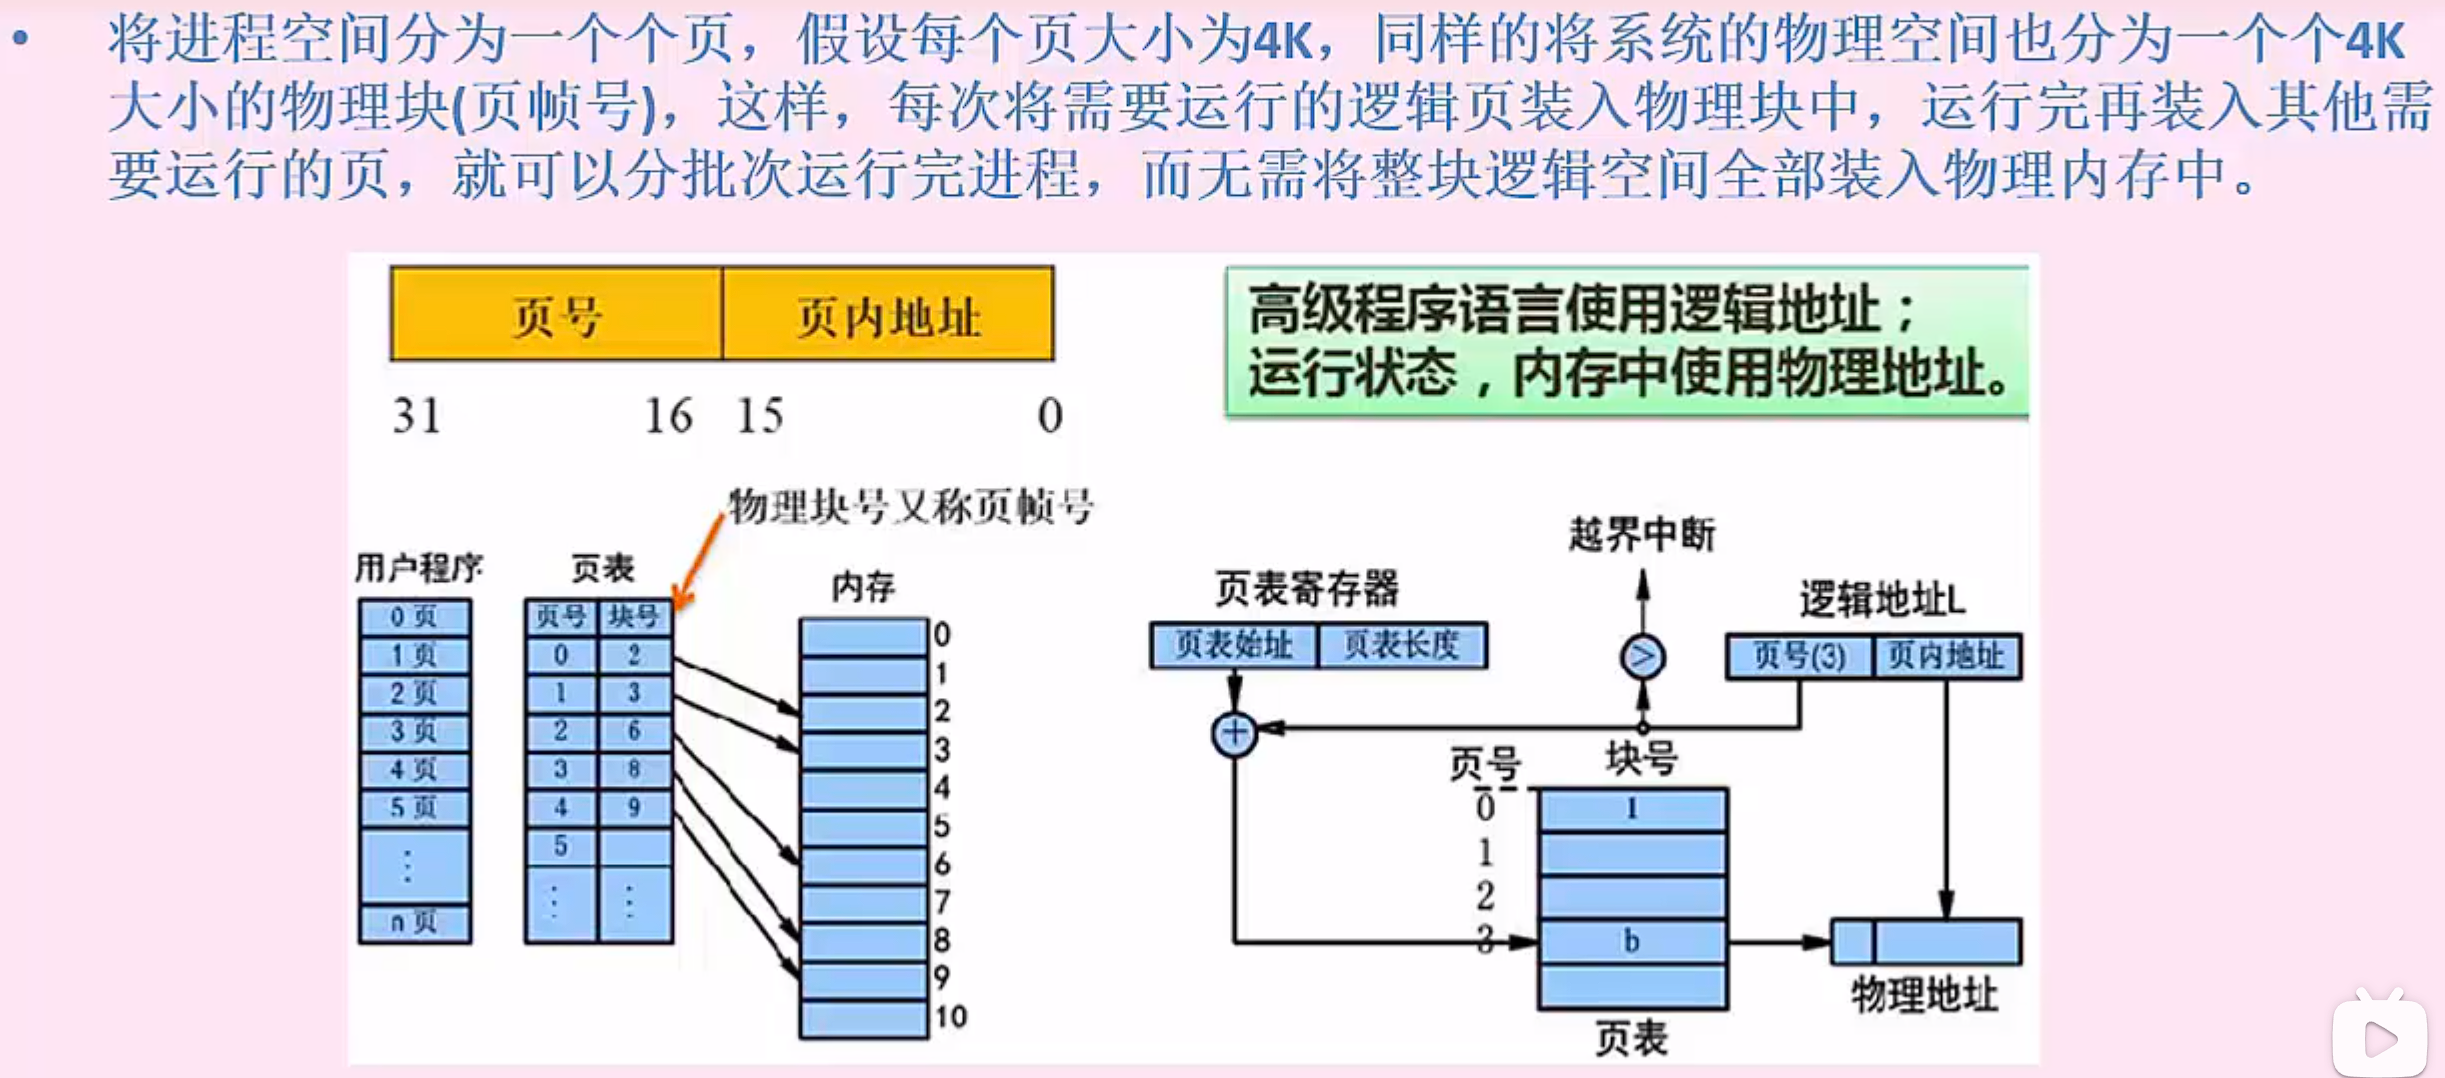 • 将进程空间分为一个个页，假设每个页大小为4K，同样的将系统的物理空间也分为一个个4K
大小的物理块(页帧号)，这样，每次将需要运行的逻辑页装入物理块中，运行完再装入其他需
要运行的页，就可以分批次运行完进程，而无需将整块逻辑空间全部装入物理内存中。
页号 页内地址
31 16 15 0
高级程序语言使用逻辑地址；
运行状态，内存中使用物理地址。
物理块号又称页帧号
用户程序
0页
1页
2页
3页
4页
5页
⋮
n页
页表
页号 块号
0 2
1 3
2 6
3 8
4 9
5
⋮ ⋮
内存
0
1
2
3
4
5
6
7
8
9
10
越界中断
页表寄存器
页表始址 页表长度
>
逻辑地址L
页号(3) 页内地址
+
页号 块号
0 1
1
2
3 b
页表
物理地址